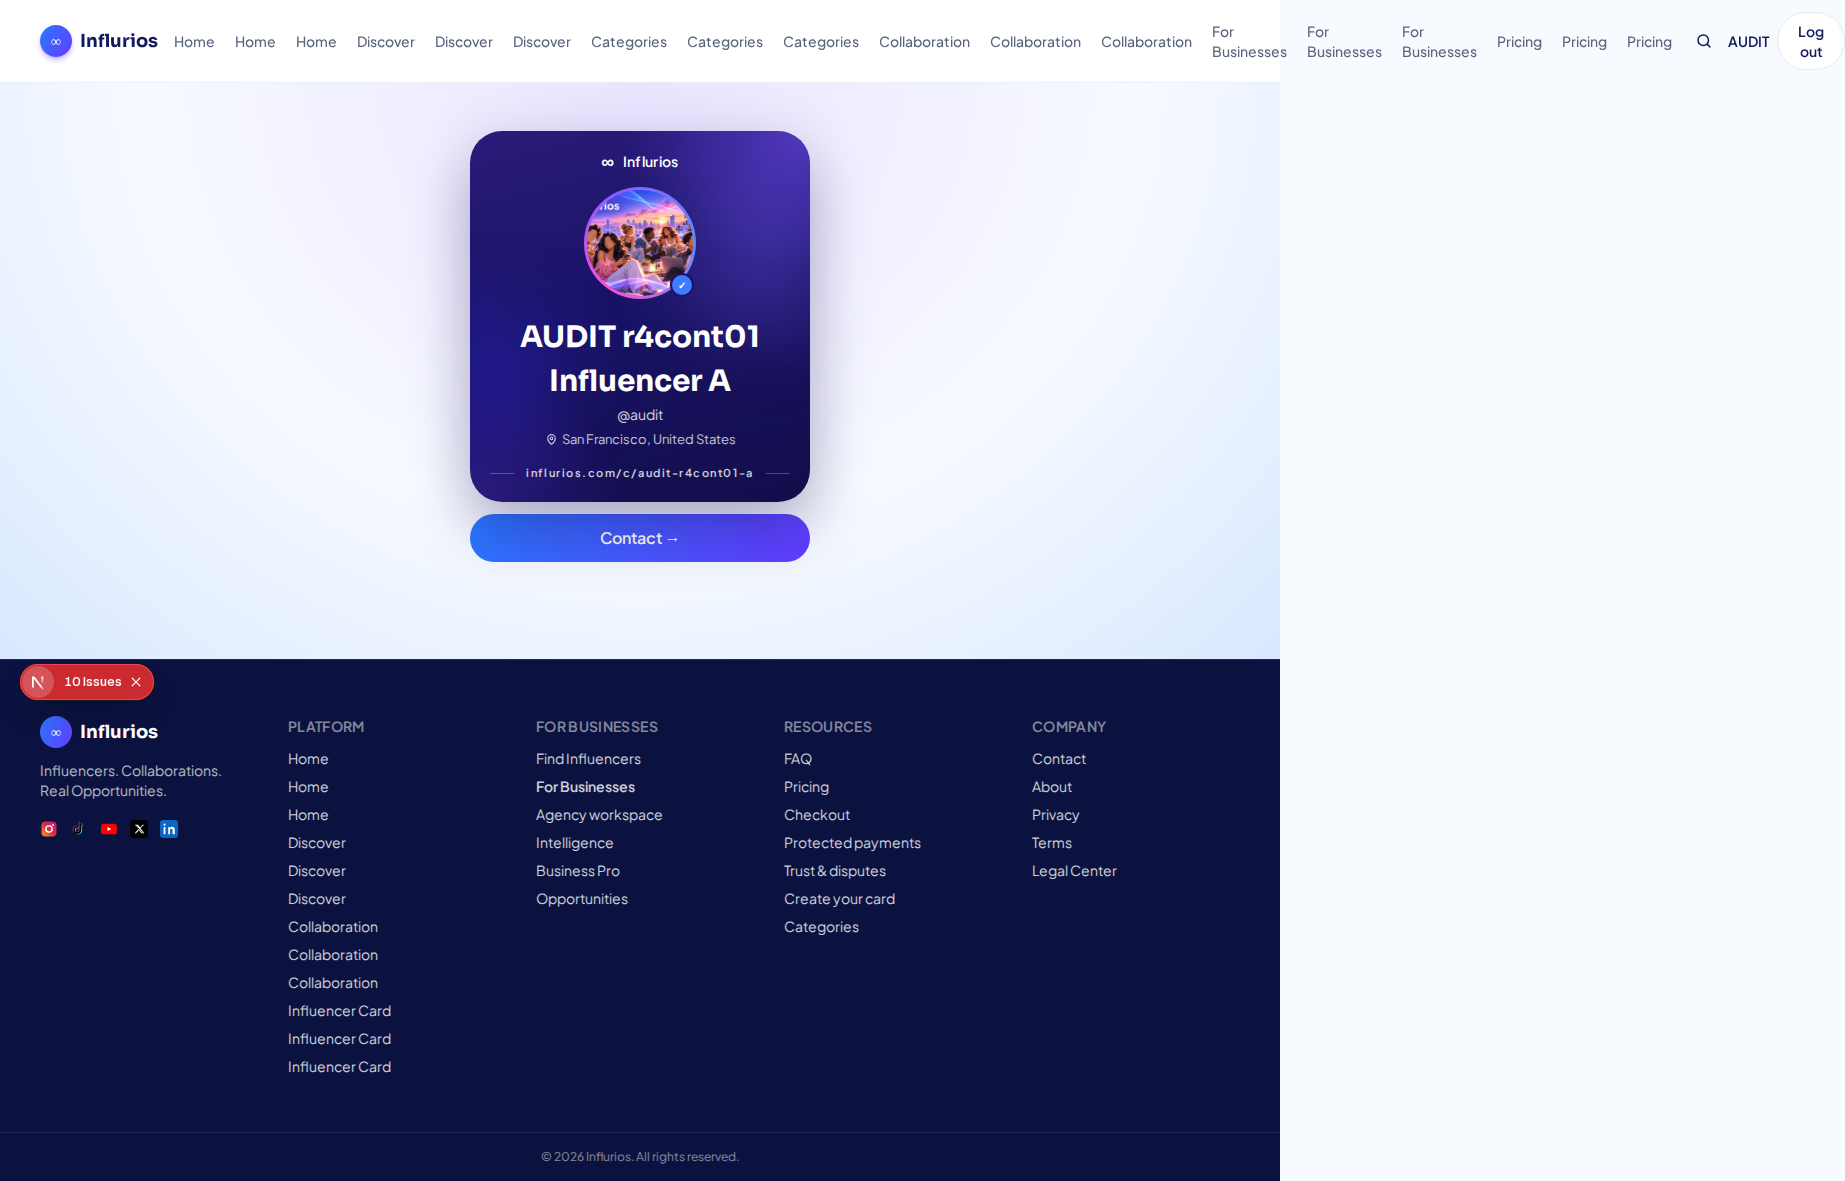 ∞ Influrios Home Home Home Discover Discover Discover Categories Categories Categories Collaboration Collaboration Collaboration For Businesses For Businesses For Businesses Pricing Pricing Pricing AUDIT Log out
∞ Influrios
rios
✓
AUDIT r4cont01
Influencer A
@audit
San Francisco, United States
influrios.com/c/audit-r4cont01-a
Contact →
N 10 Issues ×
∞ Influrios
Influencers. Collaborations.
Real Opportunities.
PLATFORM
Home
Home
Home
Discover
Discover
Discover
Collaboration
Collaboration
Collaboration
Influencer Card
Influencer Card
Influencer Card
FOR BUSINESSES
Find Influencers
For Businesses
Agency workspace
Intelligence
Business Pro
Opportunities
RESOURCES
FAQ
Pricing
Checkout
Protected payments
Trust & disputes
Create your card
Categories
COMPANY
Contact
About
Privacy
Terms
Legal Center
© 2026 Influrios. All rights reserved.